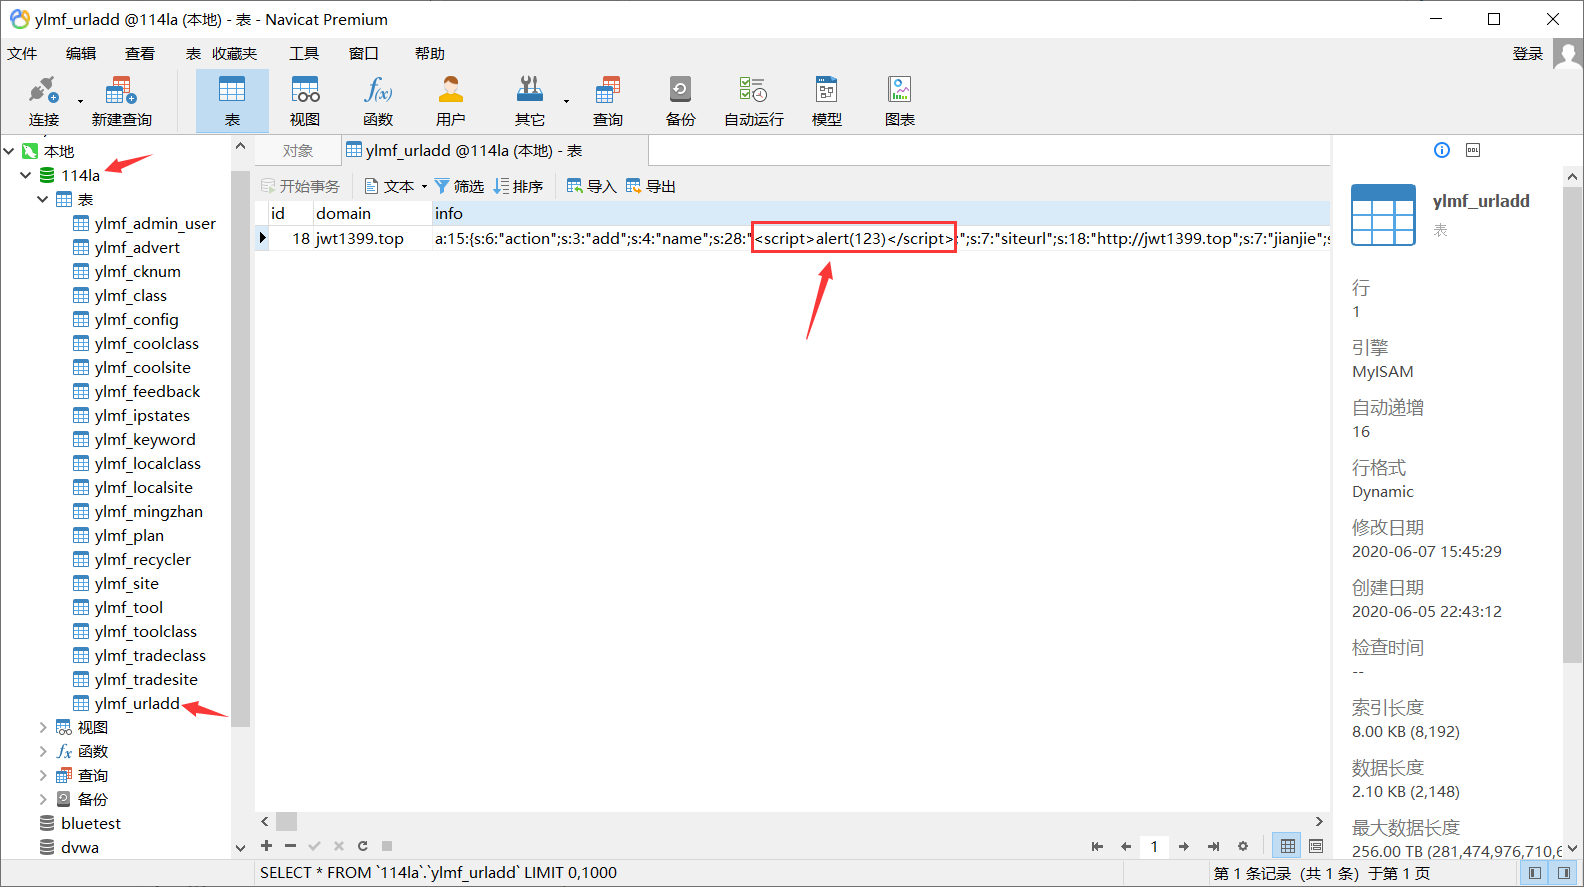 ylmf_urladd @114la (本地) - 表 - Navicat Premium
文件 编辑 查看 表 收藏夹 工具 窗口 帮助 登录
连接 新建查询 表 视图 函数 用户 其它 查询 备份 自动运行 模型 图表
本地
114la
表
ylmf_admin_user
ylmf_advert
ylmf_cknum
ylmf_class
ylmf_config
ylmf_coolclass
ylmf_coolsite
ylmf_feedback
ylmf_ipstates
ylmf_keyword
ylmf_localclass
ylmf_localsite
ylmf_mingzhan
ylmf_plan
ylmf_recycler
ylmf_site
ylmf_tool
ylmf_toolclass
ylmf_tradeclass
ylmf_tradesite
ylmf_urladd
视图
函数
查询
备份
bluetest
dvwa
对象 ylmf_urladd @114la (本地) - 表
开始事务 文本 筛选 排序 导入 导出
id domain info
18 jwt1399.top a:15:{s:6:"action";s:3:"add";s:4:"name";s:28:"<script>alert(123)</script>:";s:7:"siteurl";s:18:"http://jwt1399.top";s:7:"jianjie";s
1
SELECT * FROM `114la`.`ylmf_urladd` LIMIT 0,1000
第 1 条记录 (共 1 条) 于第 1 页
DDL
ylmf_urladd
表
行
1
引擎
MyISAM
自动递增
16
行格式
Dynamic
修改日期
2020-06-07 15:45:29
创建日期
2020-06-05 22:43:12
检查时间
--
索引长度
8.00 KB (8,192)
数据长度
2.10 KB (2,148)
最大数据长度
256.00 TB (281,474,976,710,6